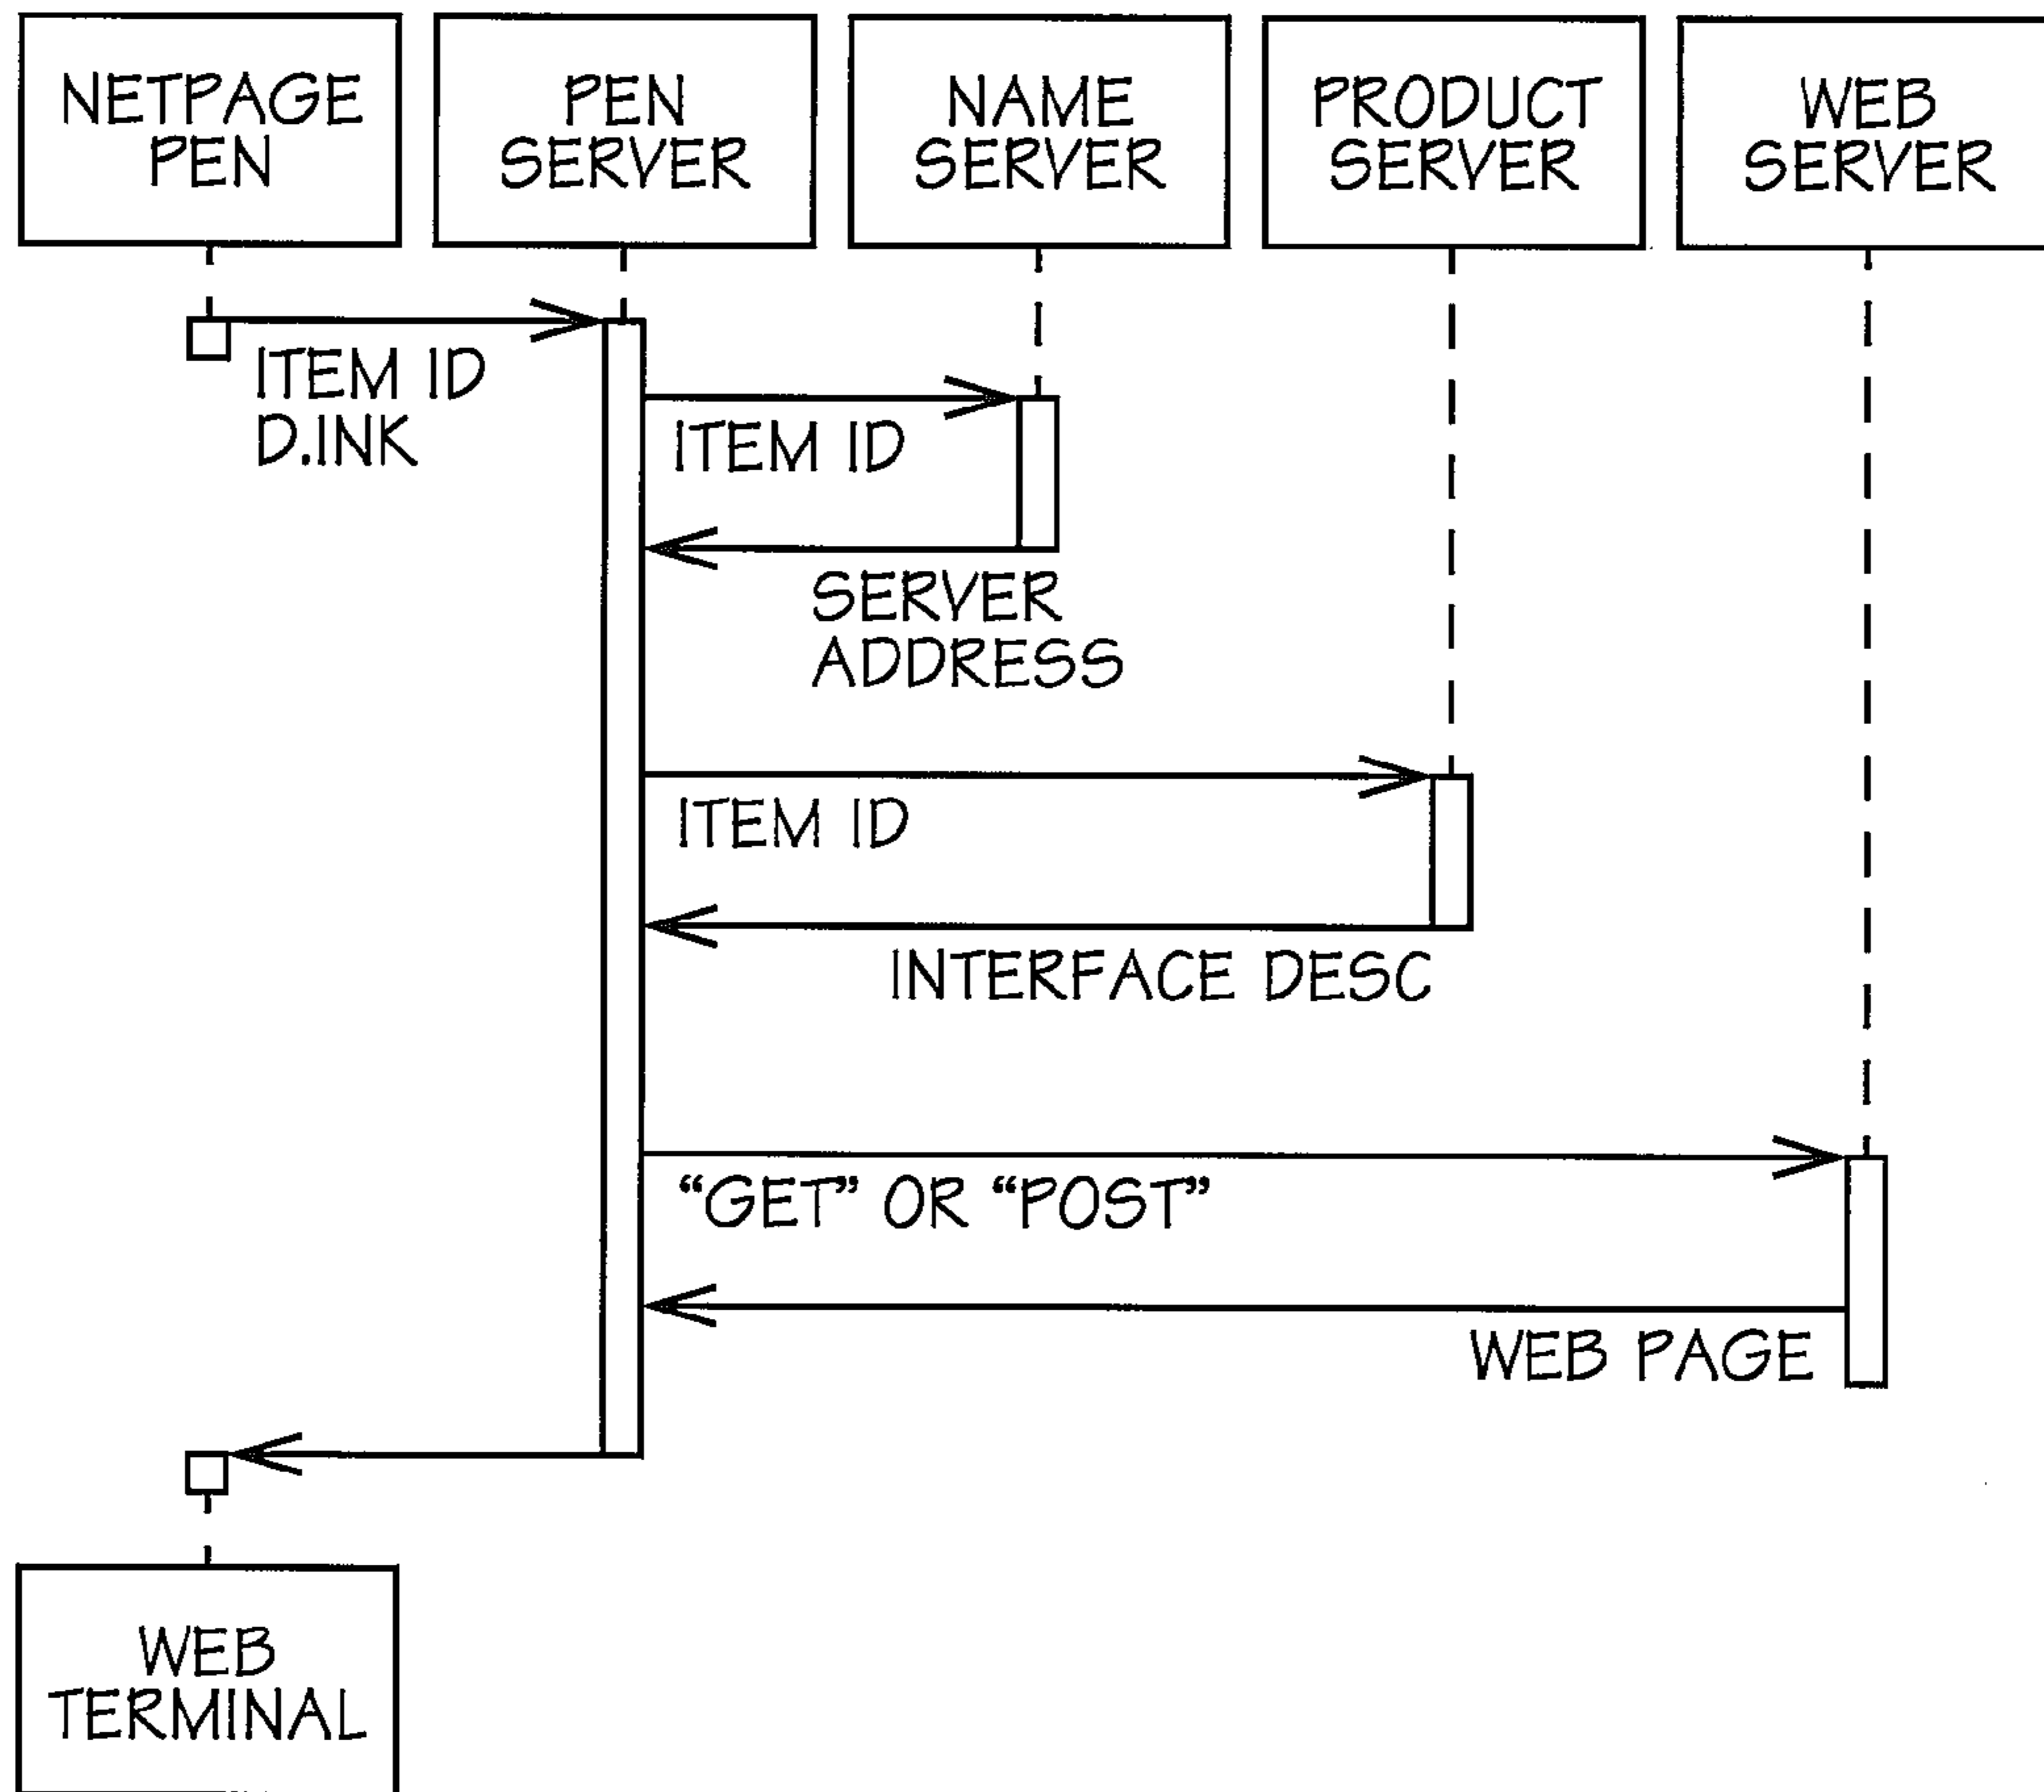 NETPAGE
PEN
PEN
SERVER
NAME
SERVER
PRODUCT
SERVER
WEB
SERVER
ITEM ID
D.INK
ITEM ID
SERVER
ADDRESS
ITEM ID
INTERFACE DESC
“GET” OR “POST”
WEB PAGE
WEB
TERMINAL